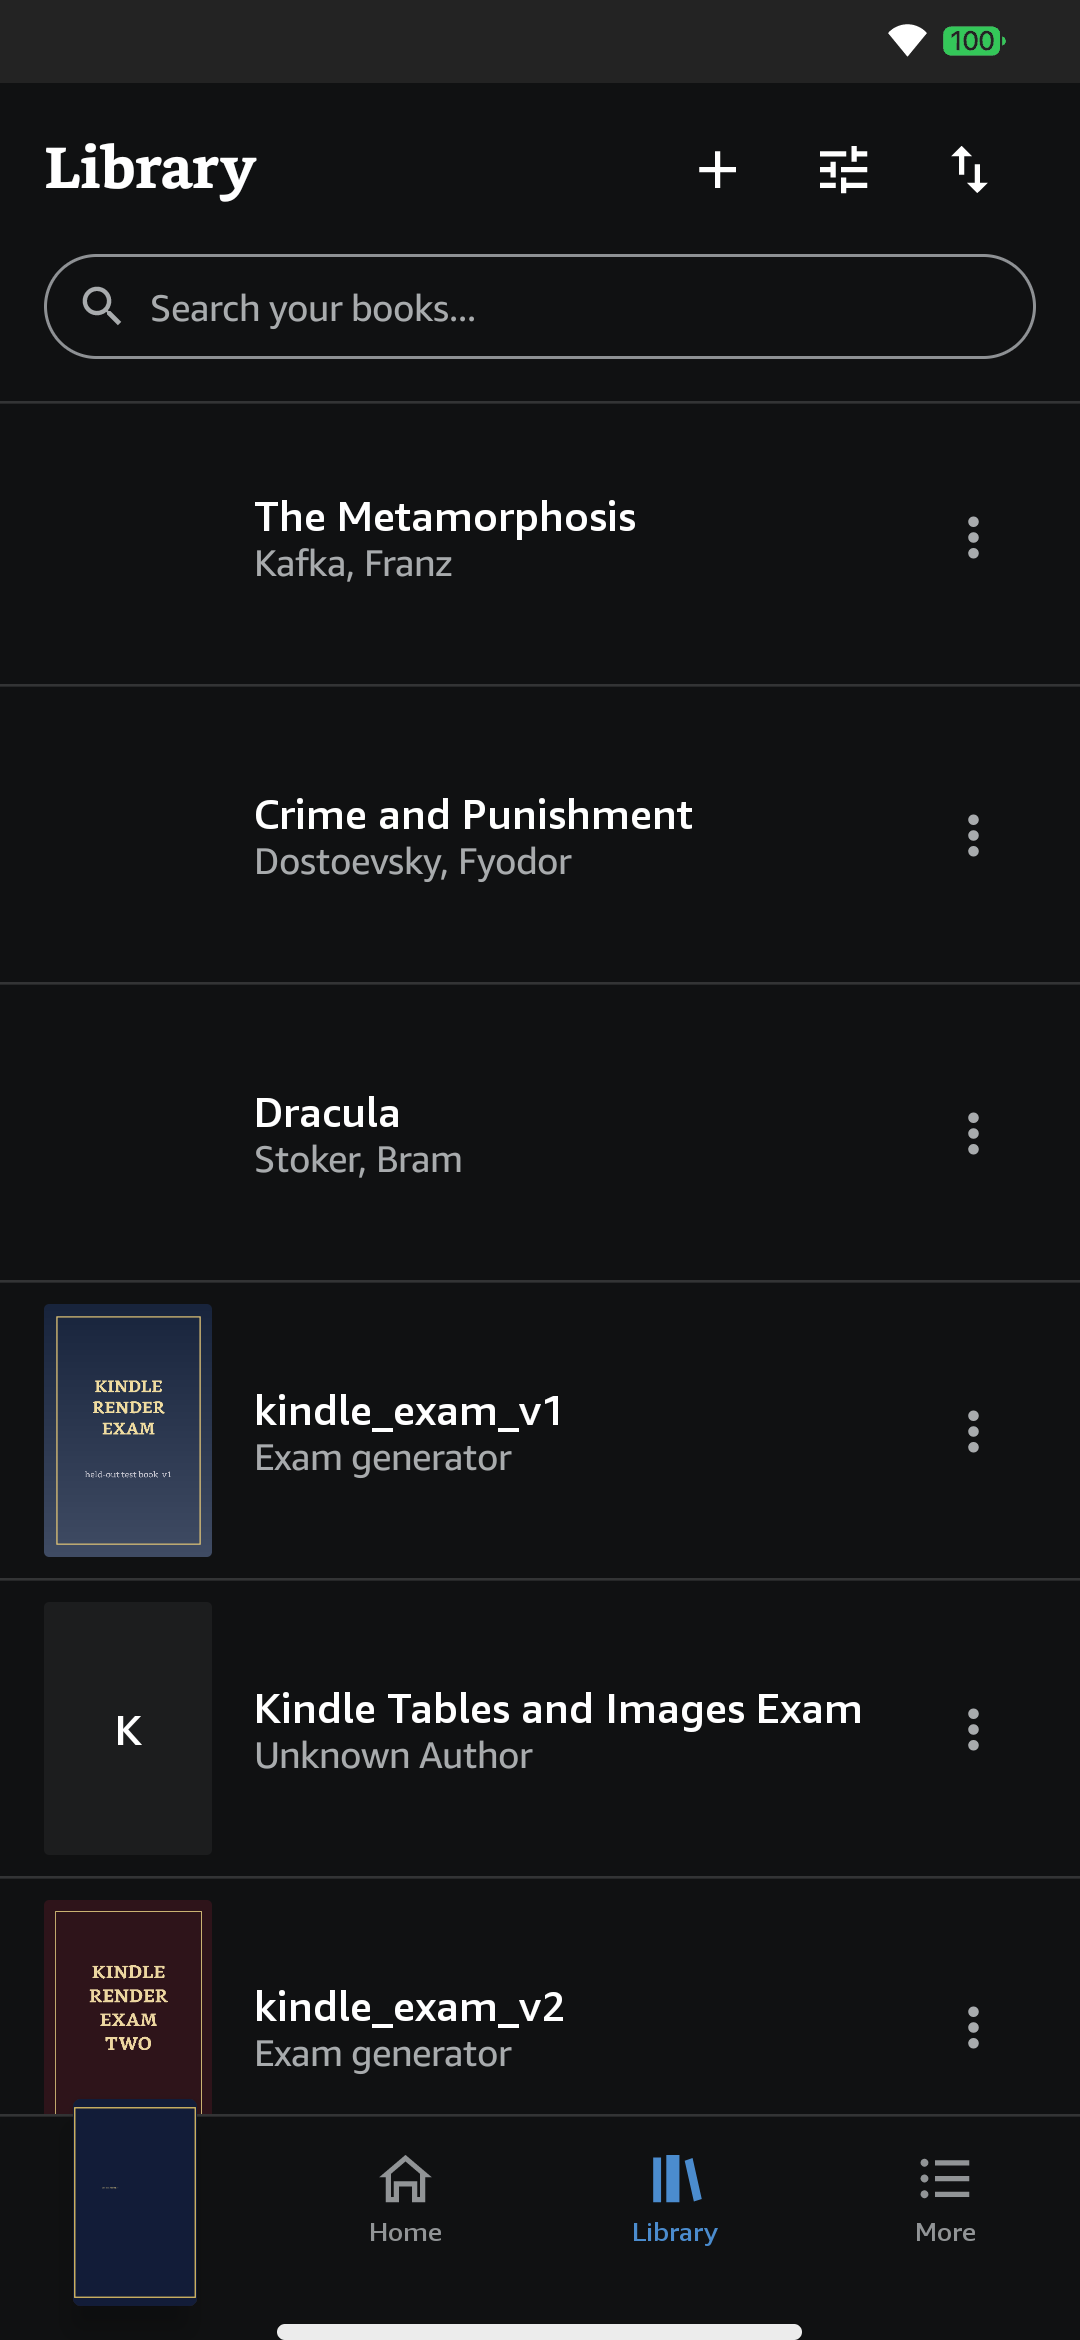 100
Library
Search your books...
The Metamorphosis
Kafka, Franz
Crime and Punishment
Dostoevsky, Fyodor
Dracula
Stoker, Bram
KINDLE
RENDER
EXAM
held-out test book v1
kindle_exam_v1
Exam generator
K
Kindle Tables and Images Exam
Unknown Author
KINDLE
RENDER
EXAM
TWO
kindle_exam_v2
Exam generator
Home
Library
More